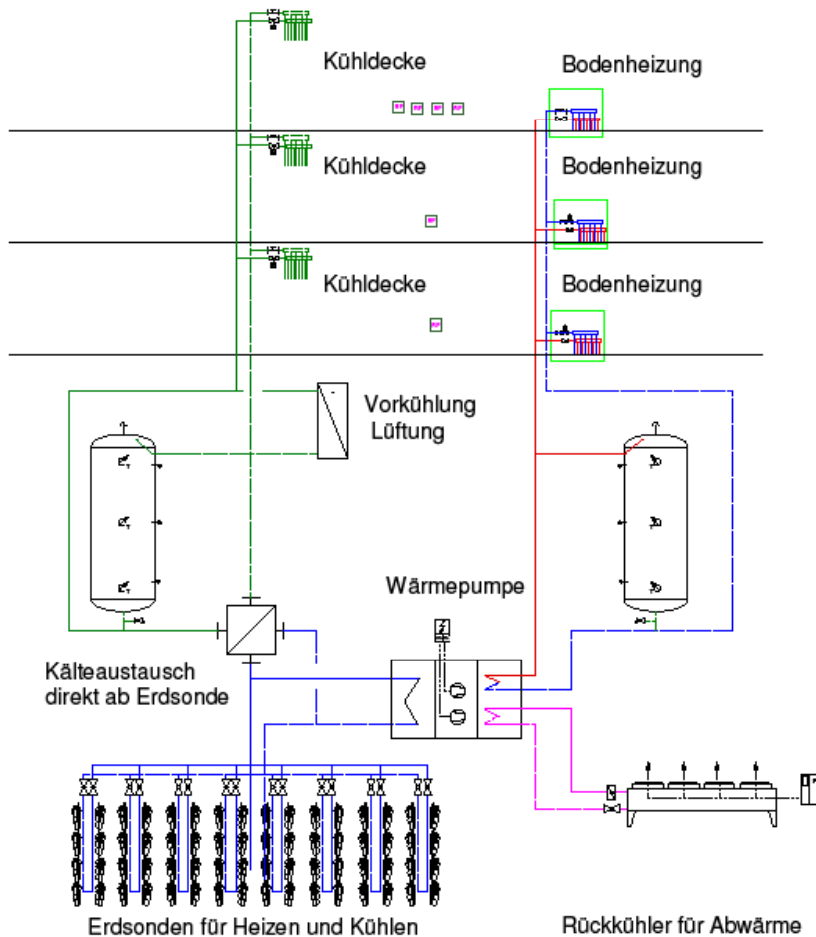 Kühldecke
Bodenheizung
Kühldecke
Bodenheizung
Kühldecke
Bodenheizung
Vorkühlung
Lüftung
Wärmepumpe
Kälteaustausch
direkt ab Erdsonde
Erdsonden für Heizen und Kühlen
Rückkühler für Abwärme